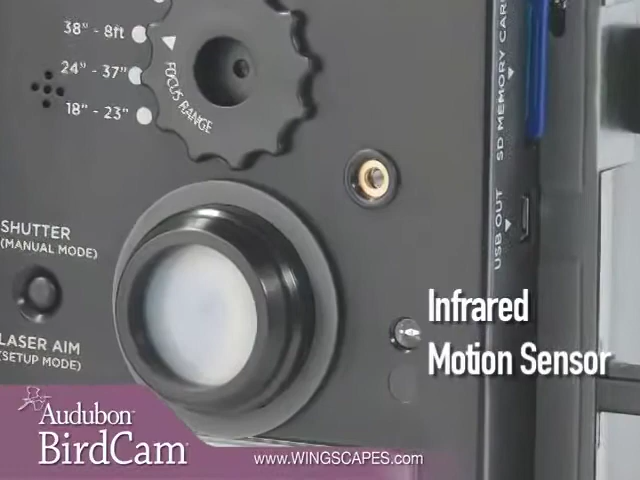 38" - 8ft
24" - 37"
18" - 23"
FOCUS RANGE
SD MEMORY CARD
USB OUT
SHUTTER
(MANUAL MODE)
LASER AIM
(SETUP MODE)
Infrared
Motion Sensor
Audubon
BirdCam
www.WINGSCAPES.com